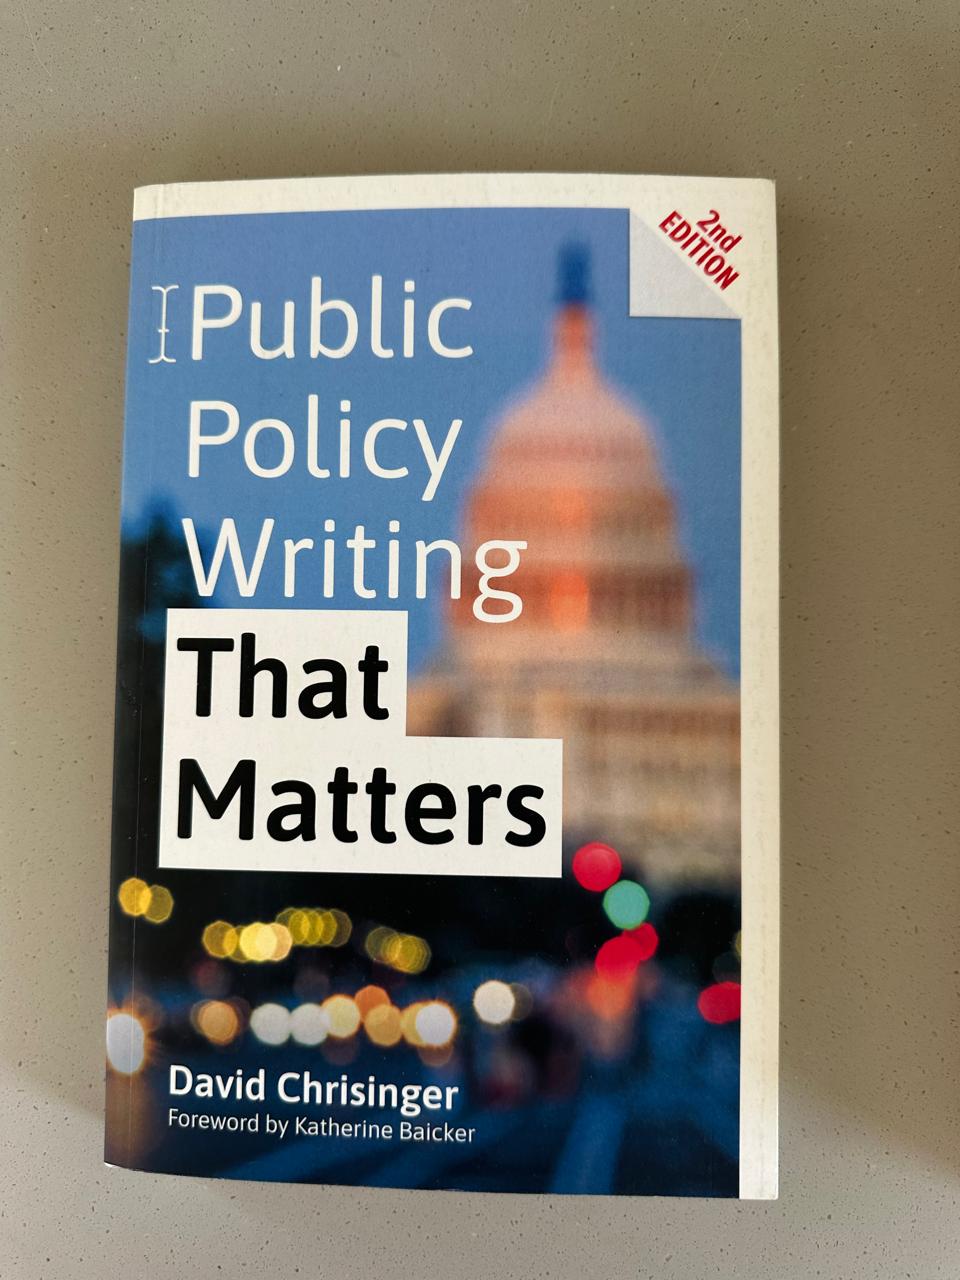 2nd
EDITION
Public
Policy
Writing
That
Matters
David Chrisinger
Foreword by Katherine Baicker